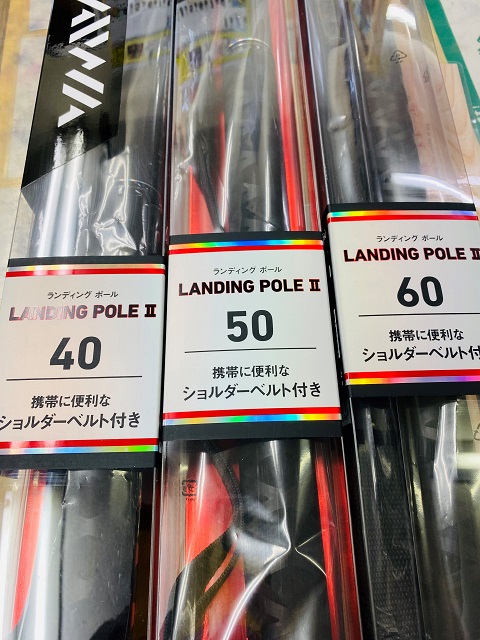 DAIWA
ランディング ポール
LANDING POLE II
40
携帯に便利な
ショルダーベルト付き
ランディング ポール
LANDING POLE II
50
携帯に便利な
ショルダーベルト付き
ランディング ポール
LANDING POLE II
60
携帯に便利な
ショルダーベルト付